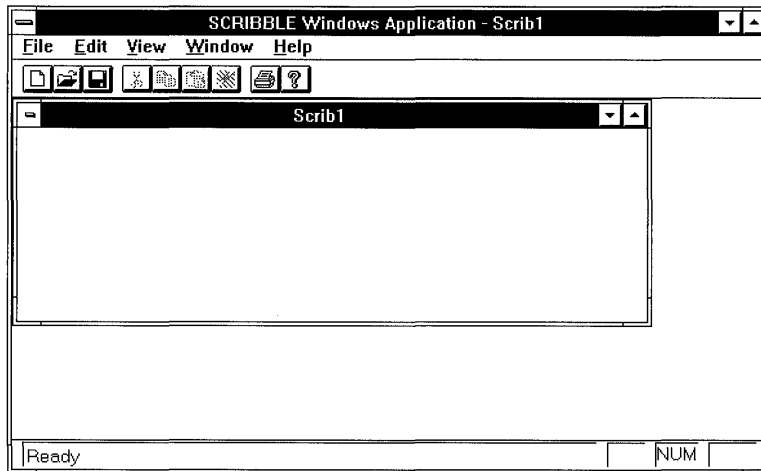 SCRIBBLE Windows Application - Scrib1
File Edit View Window Help
?
Scrib1
Ready NUM